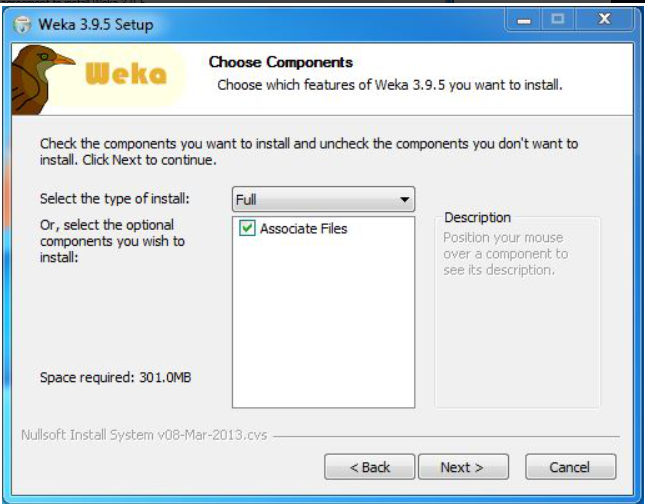 Weka 3.9.5 Setup
Weka
Choose Components
Choose which features of Weka 3.9.5 you want to install.
Check the components you want to install and uncheck the components you don't want to
install. Click Next to continue.
Select the type of install:
Full
Or, select the optional
components you wish to
install:
Associate Files
Description
Position your mouse
over a component to
see its description.
Space required: 301.0MB
Nullsoft Install System v08-Mar-2013.cvs
< Back
Next >
Cancel